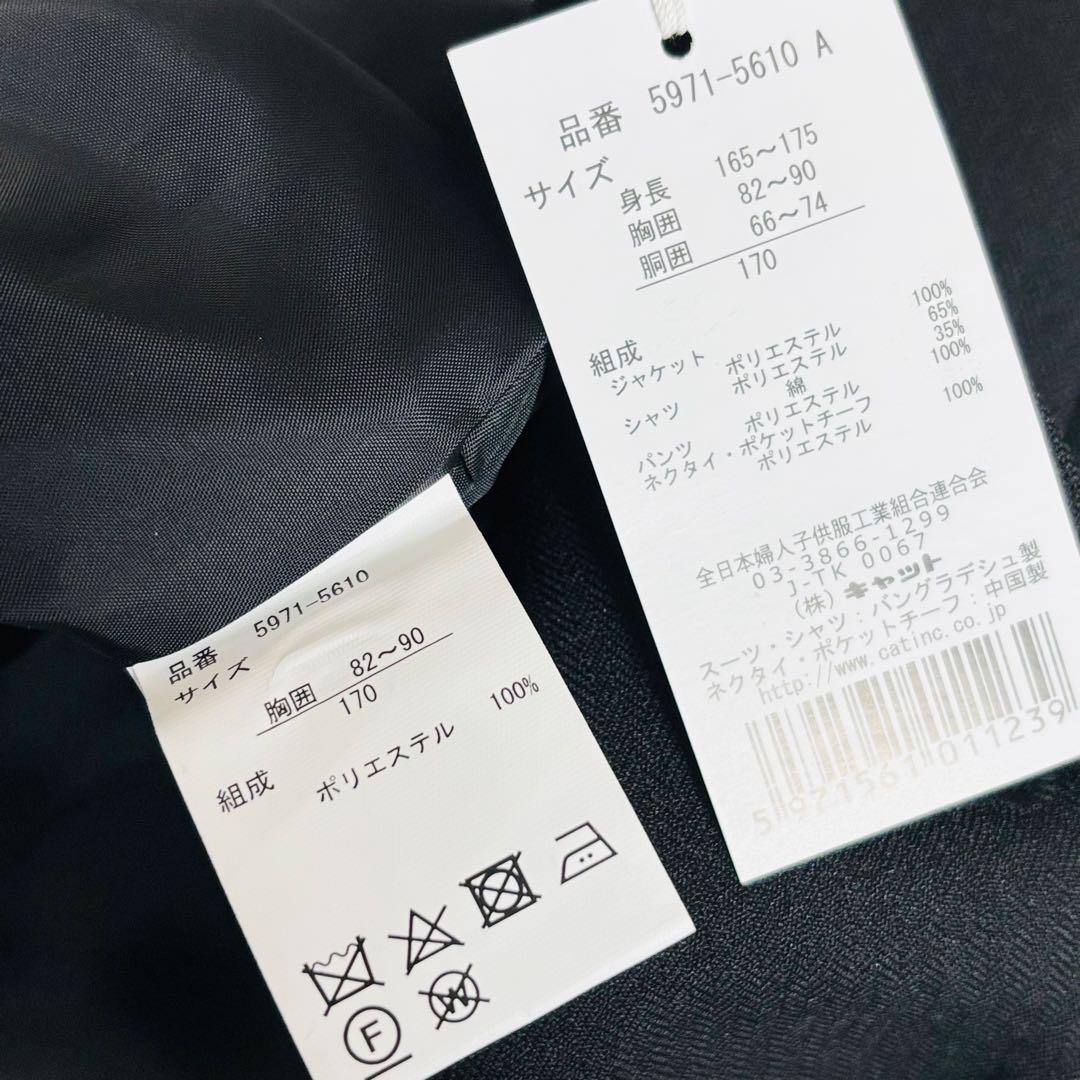 品番 5971-5610 A
サイズ
身長 165～175
胸囲 82～90
胴囲 66～74
170
組成
ジャケット ポリエステル 100%
シャツ ポリエステル 65%
綿 35%
パンツ ポリエステル 100%
ネクタイ・ポケットチーフ
ポリエステル 100%
全日本婦人子供服工業組合連合会
03-3866-1299
J-TK 0067
(株) キャット
スーツ・シャツ:バングラデシュ製
ネクタイ・ポケットチーフ:中国製
http://www.catinc.co.jp
5971561011239
品番 5971-5610
サイズ
胸囲 82～90
170
組成 ポリエステル 100%
F
W